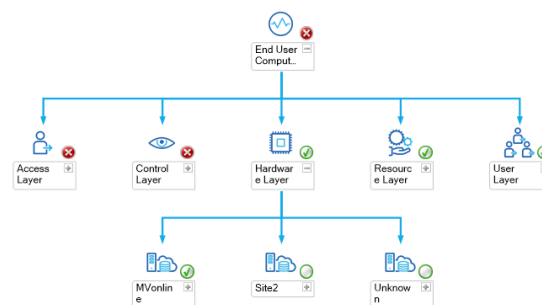 End User
Comput..
Access
Layer
Control
Layer
Hardwar
e Layer
Resourc
e Layer
User
Layer
MVonlin
e
Site2
Unknow
n